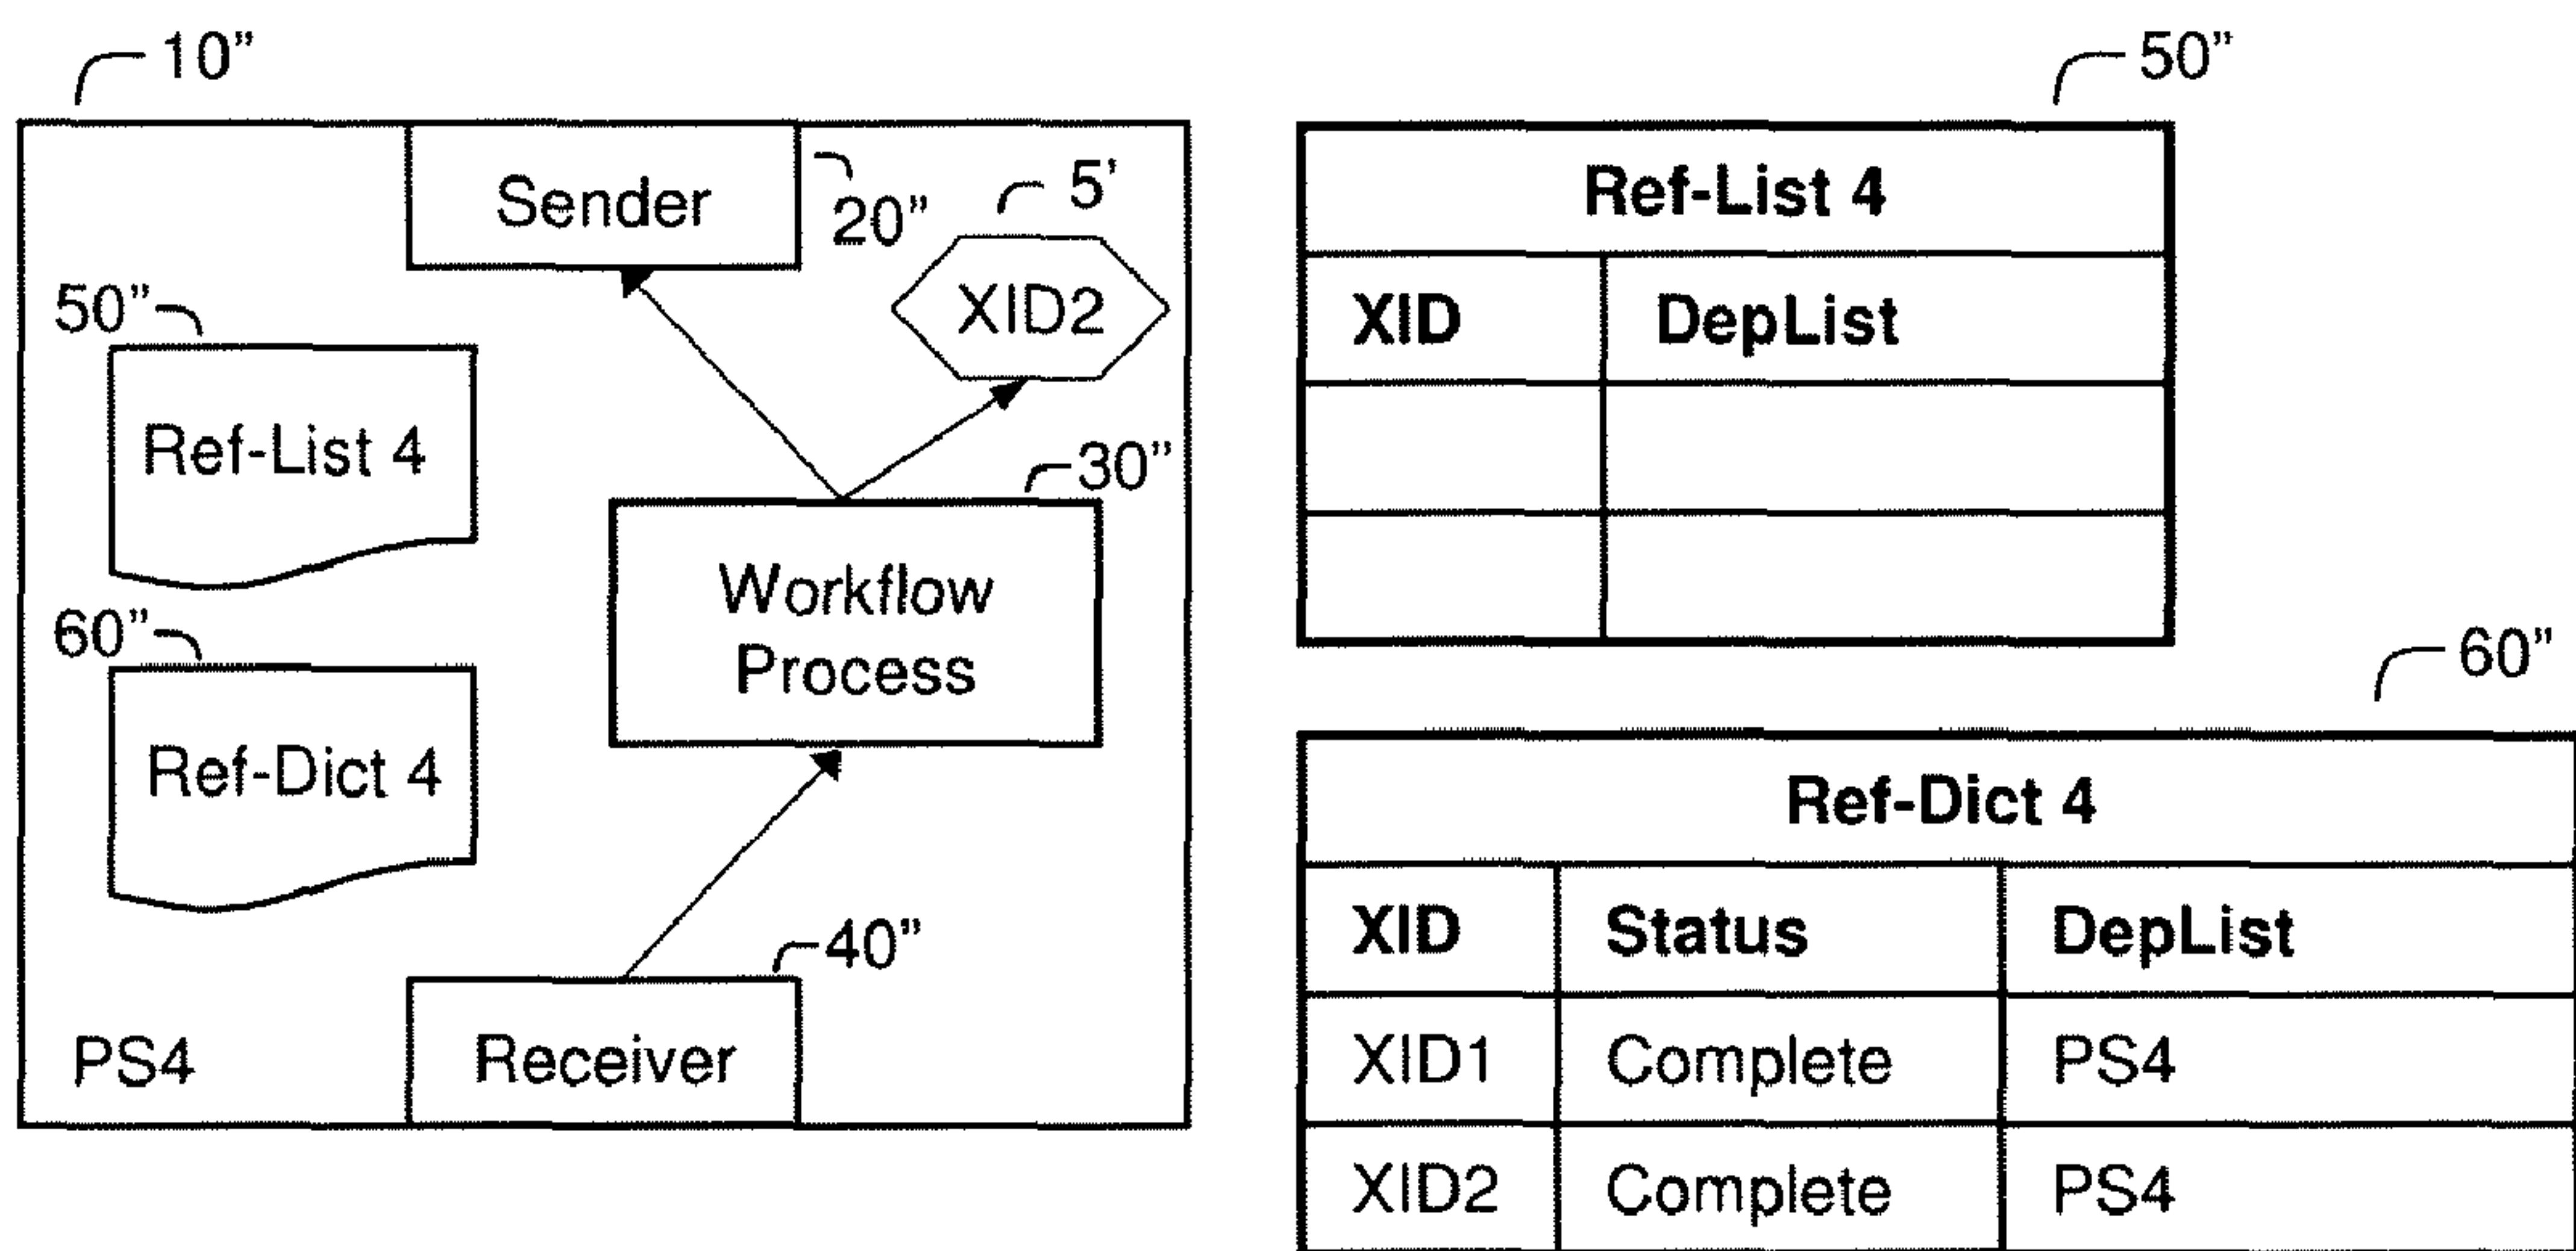 10”
Sender
20”
5’
XID2
50”
Ref-List 4
30”
Workflow
Process
60”
Ref-Dict 4
40”
Receiver
PS4
50”
Ref-List 4
XID DepList
60”
Ref-Dict 4
XID Status DepList
XID1 Complete PS4
XID2 Complete PS4